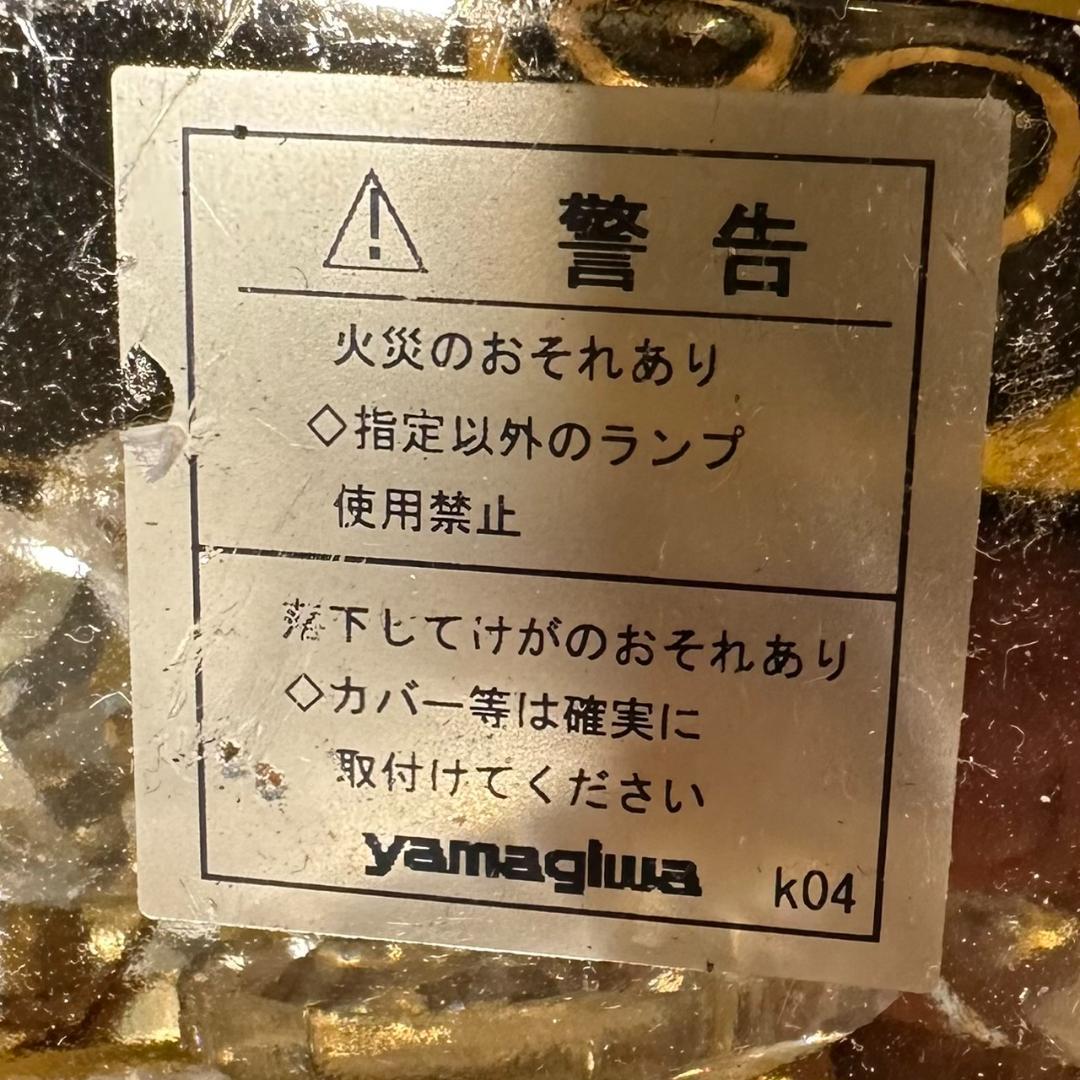 警告
火災のおそれあり
◇指定以外のランプ
使用禁止
落下してけがのおそれあり
◇カバー等は確実に
取付けてください
yamagiwa k04